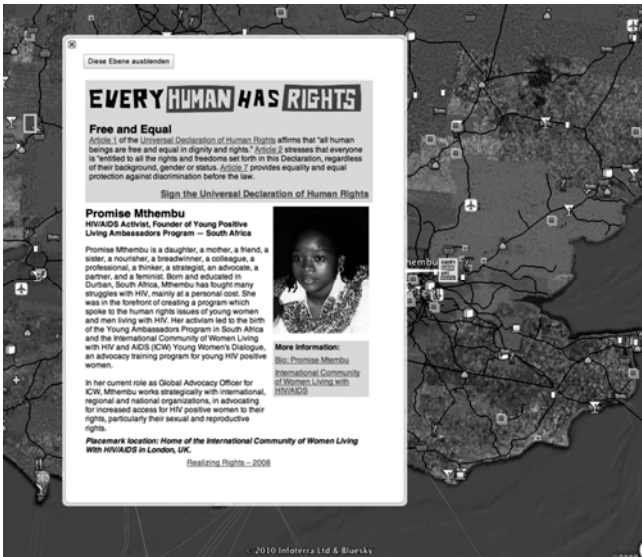 Diese Ebene ausblenden
EVERY HUMAN HAS RIGHTS
Free and Equal
Article 1 of the Universal Declaration of Human Rights affirms that "all human
beings are free and equal in dignity and rights." Article 2 stresses that everyone
is "entitled to all the rights and freedoms set forth in this Declaration, regardless
of their background, gender or status. Article 7 provides equality and equal
protection against discrimination before the law.
Sign the Universal Declaration of Human Rights
Promise Mthembu
HIV/AIDS Activist, Founder of Young Positive
Living Ambassadors Program — South Africa
Promise Mthembu is a daughter, a mother, a friend, a
sister, a nourisher, a breadwinner, a colleague, a
professional, a thinker, a strategist, an advocate, a
partner, and a feminist. Born and educated in
Durban, South Africa, Mthembu has fought many
struggles with HIV, mainly at a personal cost. She
was in the forefront of creating a program which
spoke to the human rights issues of young women
and men living with HIV. Her activism led to the birth
of the Young Ambassadors Program in South Africa
and the International Community of Women Living
with HIV and AIDS (ICW) Young Women's Dialogue,
an advocacy training program for young HIV positive
women.
In her current role as Global Advocacy Officer for
ICW, Mthembu works strategically with international,
regional and national organizations, in advocating
for increased access for HIV positive women to their
rights, particularly their sexual and reproductive
rights.
More Information:
Bio: Promise Mtembu
International Community
of Women Living with
HIV/AIDS
Placemark location: Home of the International Community of Women Living
With HIV/AIDS in London, UK.
Realizing Rights – 2008
hembu
© 2010 Infoterra Ltd & Bluesky